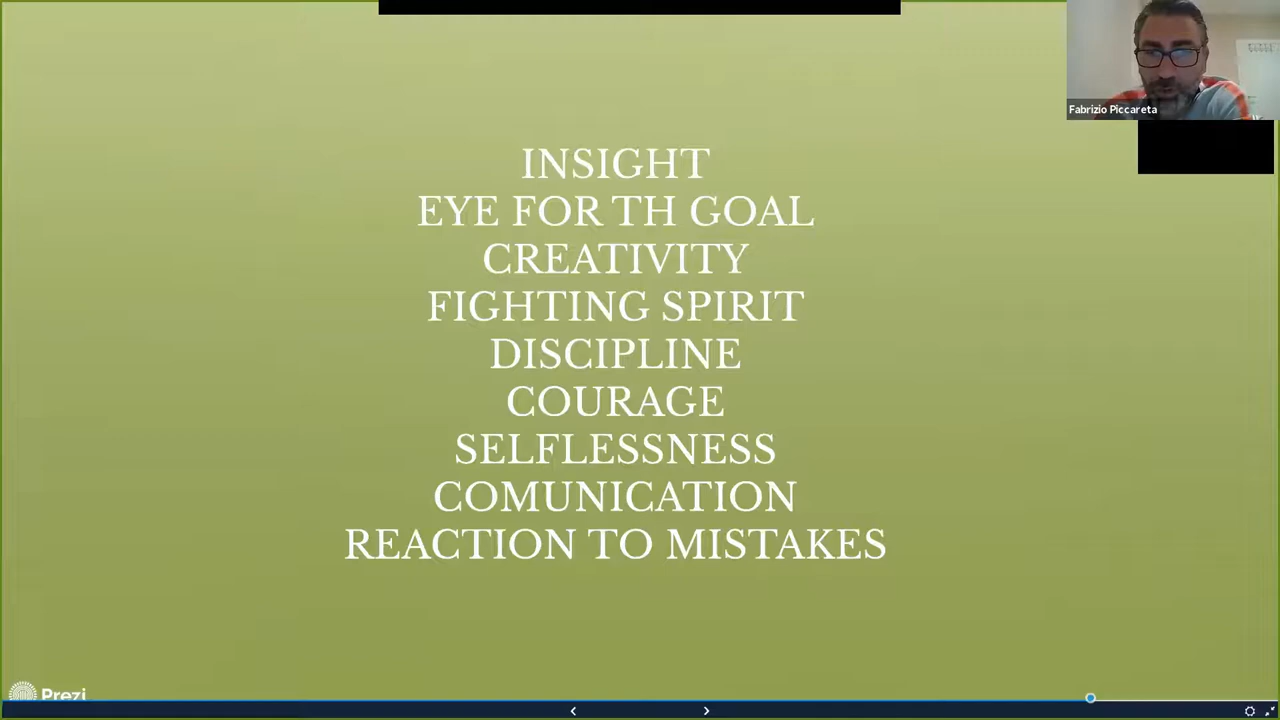 Fabrizio Piccareta
INSIGHT
EYE FOR TH GOAL
CREATIVITY
FIGHTING SPIRIT
DISCIPLINE
COURAGE
SELFLESSNESS
COMUNICATION
REACTION TO MISTAKES
Prezi